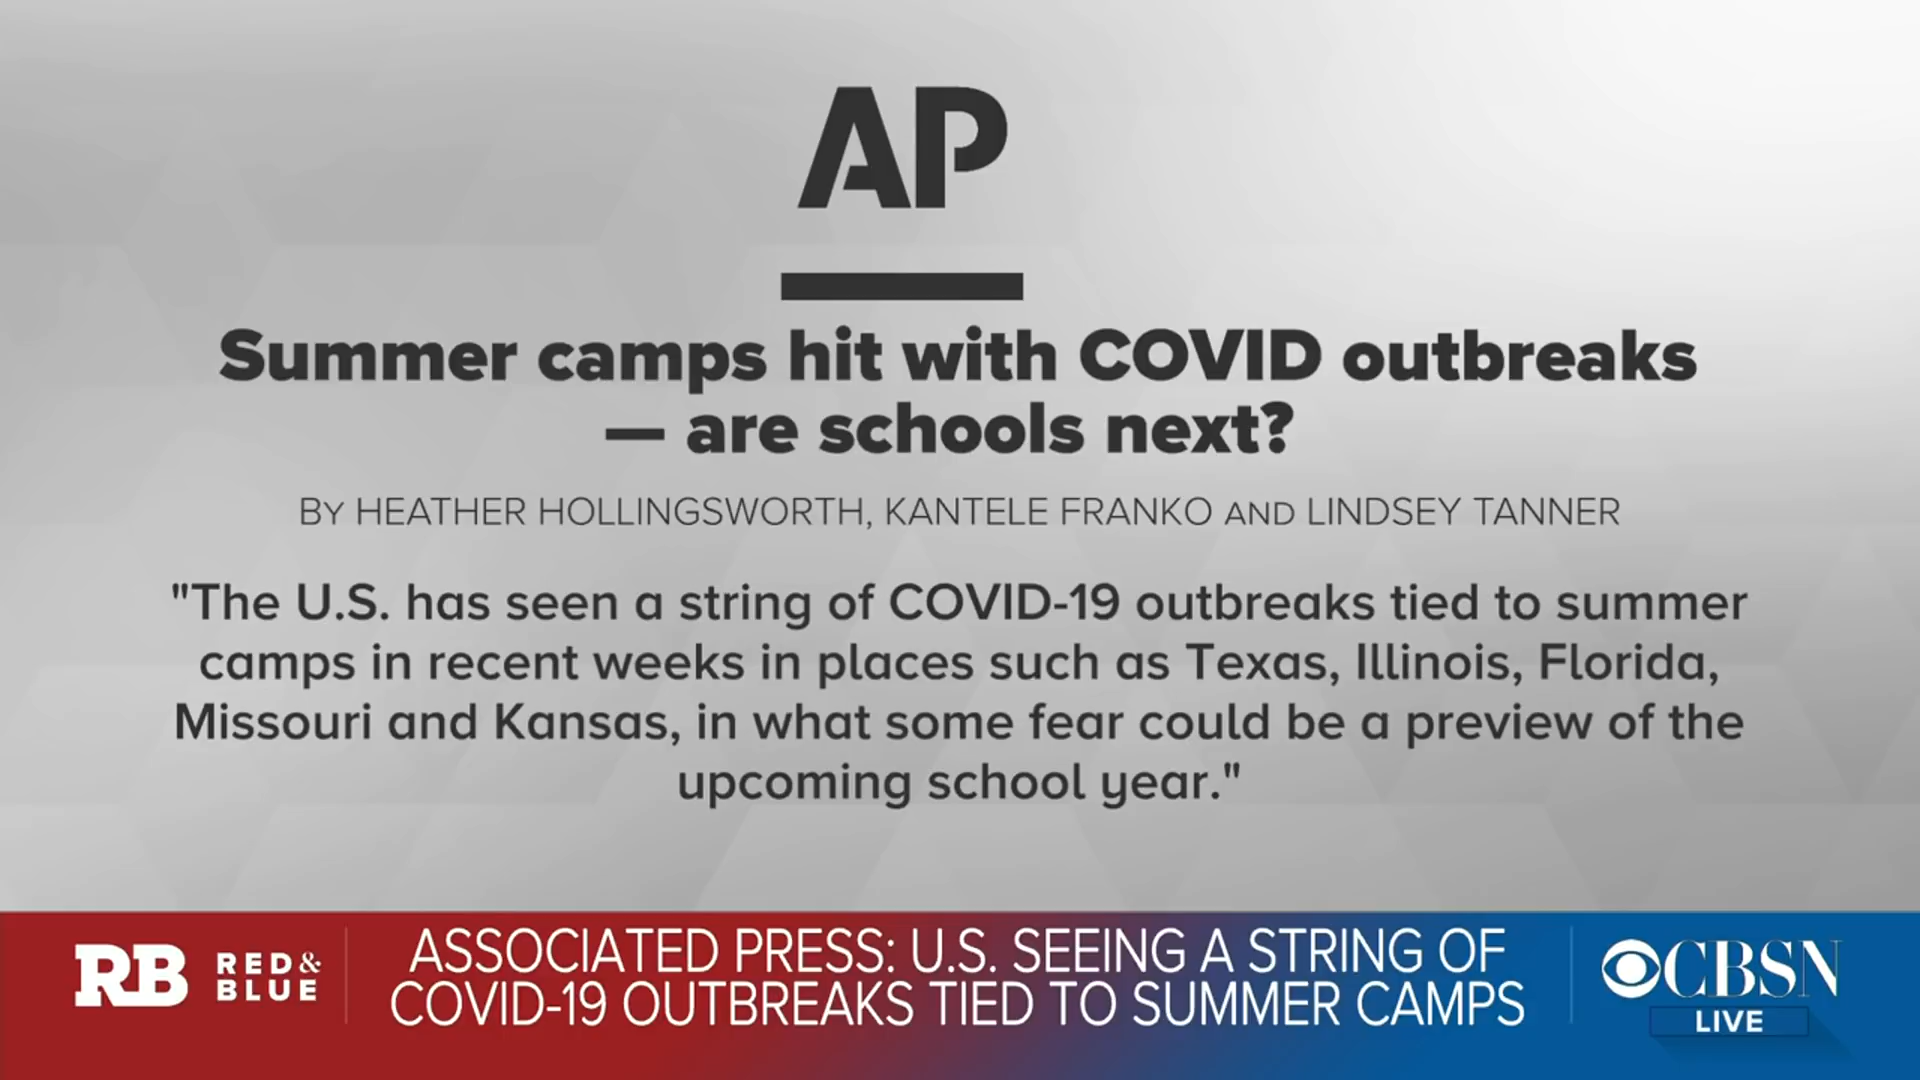 AP
Summer camps hit with COVID outbreaks
— are schools next?
By HEATHER HOLLINGSWORTH, KANTELE FRANKO AND LINDSEY TANNER
"The U.S. has seen a string of COVID-19 outbreaks tied to summer
camps in recent weeks in places such as Texas, Illinois, Florida,
Missouri and Kansas, in what some fear could be a preview of the
upcoming school year."
RB
RED &
BLUE
ASSOCIATED PRESS: U.S. SEEING A STRING OF
COVID-19 OUTBREAKS TIED TO SUMMER CAMPS
CBSN
LIVE